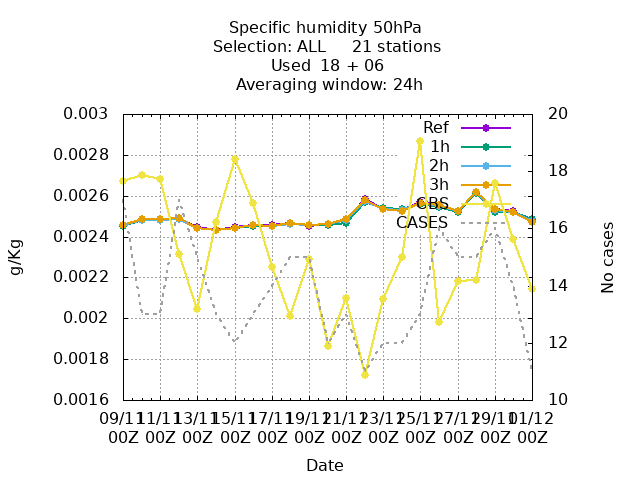 Specific humidity 50hPa
Selection: ALL 21 stations
Used 18 + 06
Averaging window: 24h
0.003
0.0028
0.0026
0.0024
0.0022
0.002
0.0018
0.0016
g/Kg
20
18
16
14
12
10
No cases
Ref
1h
2h
3h
OBS
CASES
09/11 11/11 13/11 15/11 17/11 19/11 21/11 23/11 25/11 27/11 29/11 01/12
00Z 00Z 00Z 00Z 00Z 00Z 00Z 00Z 00Z 00Z 00Z 00Z
Date